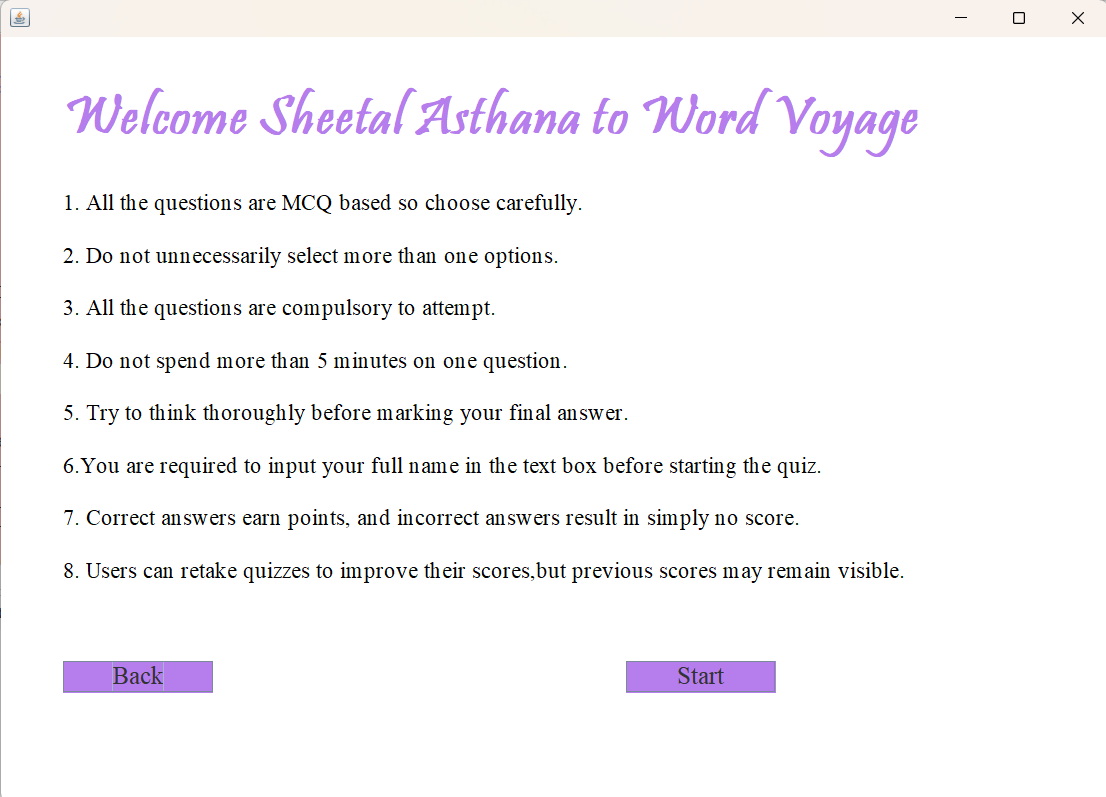 Welcome Sheetal Asthana to Word Voyage
1. All the questions are MCQ based so choose carefully.
2. Do not unnecessarily select more than one options.
3. All the questions are compulsory to attempt.
4. Do not spend more than 5 minutes on one question.
5. Try to think thoroughly before marking your final answer.
6.You are required to input your full name in the text box before starting the quiz.
7. Correct answers earn points, and incorrect answers result in simply no score.
8. Users can retake quizzes to improve their scores,but previous scores may remain visible.
Back
Start